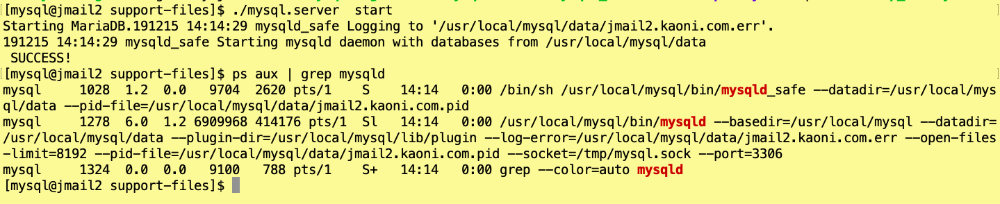 [mysql@jmail2 support-files]$ ./mysql.server  start
Starting MariaDB.191215 14:14:29 mysqld_safe Logging to '/usr/local/mysql/data/jmail2.kaoni.com.err'.
191215 14:14:29 mysqld_safe Starting mysqld daemon with databases from /usr/local/mysql/data
 SUCCESS!
[mysql@jmail2 support-files]$ ps aux | grep mysqld
mysql     1028  1.2  0.0   9704  2620 pts/1    S    14:14   0:00 /bin/sh /usr/local/mysql/bin/mysqld_safe --datadir=/usr/local/mys
ql/data --pid-file=/usr/local/mysql/data/jmail2.kaoni.com.pid
mysql     1278  6.0  1.2 6909968 414176 pts/1  Sl   14:14   0:00 /usr/local/mysql/bin/mysqld --basedir=/usr/local/mysql --datadir=
/usr/local/mysql/data --plugin-dir=/usr/local/mysql/lib/plugin --log-error=/usr/local/mysql/data/jmail2.kaoni.com.err --open-files
-limit=8192 --pid-file=/usr/local/mysql/data/jmail2.kaoni.com.pid --socket=/tmp/mysql.sock --port=3306
mysql     1324  0.0  0.0   9100   788 pts/1    S+   14:14   0:00 grep --color=auto mysqld
[mysql@jmail2 support-files]$